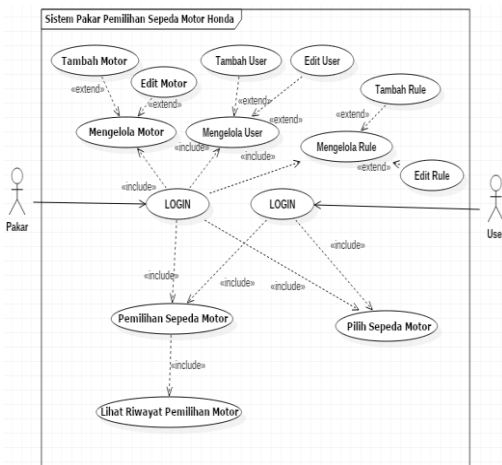 Sistem Pakar Pemilihan Sepeda Motor Honda
Tambah Motor
Tambah User
Edit User
«extend»
Edit Motor
«extend»
Tambah Rule
«extend»
«extend»
«extend»
Mengelola Motor
Mengelola User
«include»
«include»
Mengelola Rule
«extend»
Edit Rule
«include»
LOGIN
LOGIN
Pakar
Use
«include»
«include»
«include»
«include»
Pemilihan Sepeda Motor
Pilih Sepeda Motor
«include»
Lihat Riwayat Pemilihan Motor